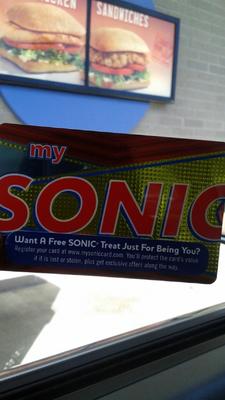 CHICKEN
SANDWICHES
my
SONIC
Want A Free SONIC® Treat Just For Being You?
Register your card at www.mysoniccard.com. You'll protect the card's value
if it is lost or stolen, plus get exclusive offers along the way.